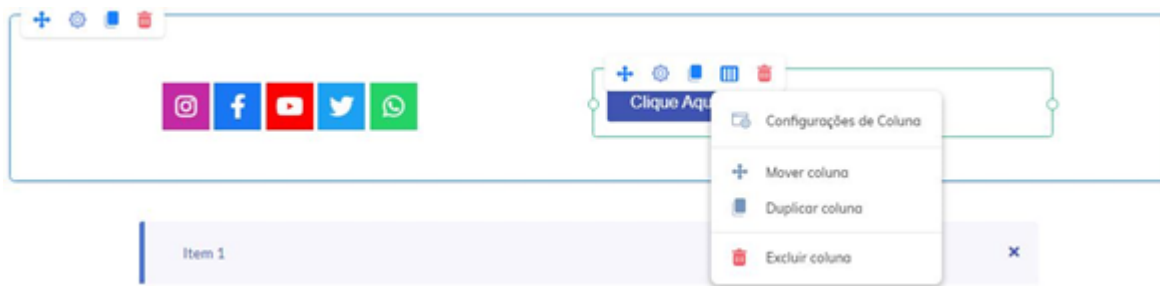 Clique Aqu
Configurações de Coluna
Mover coluna
Duplicar coluna
Item 1
Excluir coluna